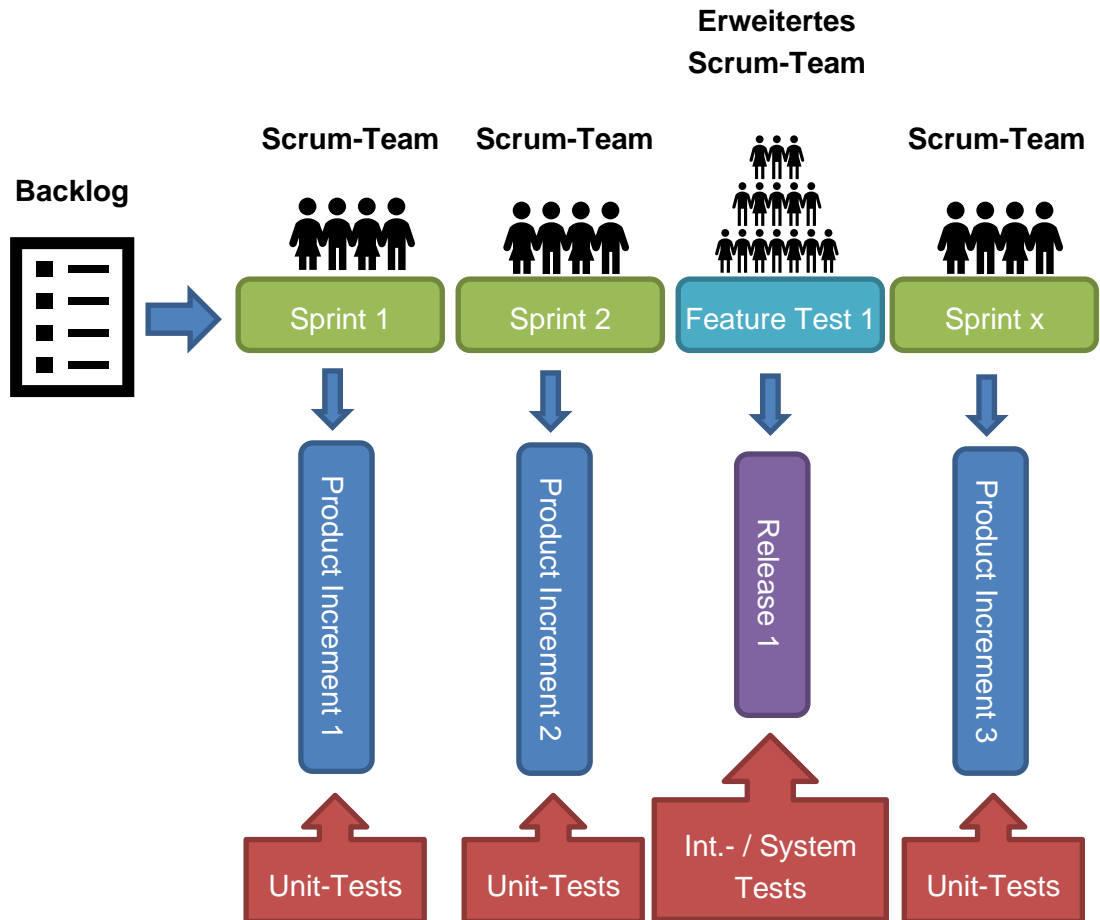 Erweitertes
Scrum-Team
Scrum-Team
Scrum-Team
Scrum-Team
Backlog
Sprint 1
Sprint 2
Feature Test 1
Sprint x
Product Increment 1
Product Increment 2
Release 1
Product Increment 3
Unit-Tests
Unit-Tests
Int.- / System
Tests
Unit-Tests